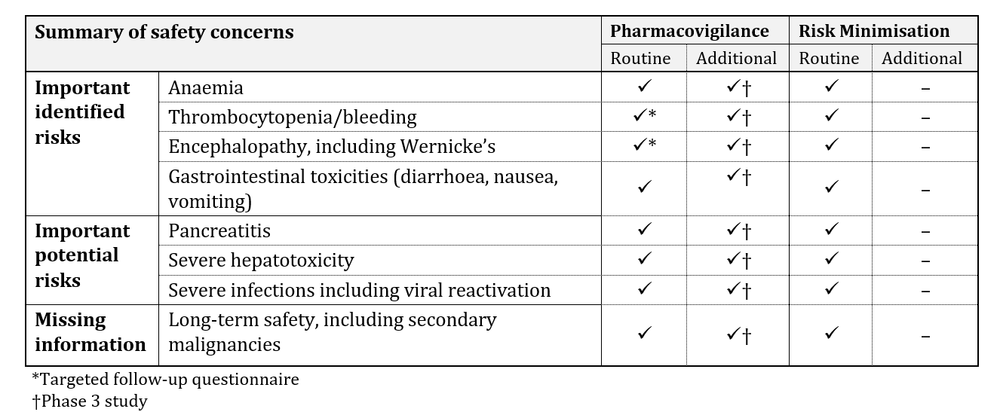 Summary of safety concerns Pharmacovigilance Risk Minimisation
Routine Additional Routine Additional
Important identified risks Anaemia ✓ ✓† ✓ –
Thrombocytopenia/bleeding ✓* ✓† ✓ –
Encephalopathy, including Wernicke’s ✓* ✓† ✓ –
Gastrointestinal toxicities (diarrhoea, nausea,
vomiting) ✓ ✓† ✓ –
Important potential risks Pancreatitis ✓ ✓† ✓ –
Severe hepatotoxicity ✓ ✓† ✓ –
Severe infections including viral reactivation ✓ ✓† ✓ –
Missing information Long-term safety, including secondary
malignancies ✓ ✓† ✓ –
*Targeted follow-up questionnaire
†Phase 3 study